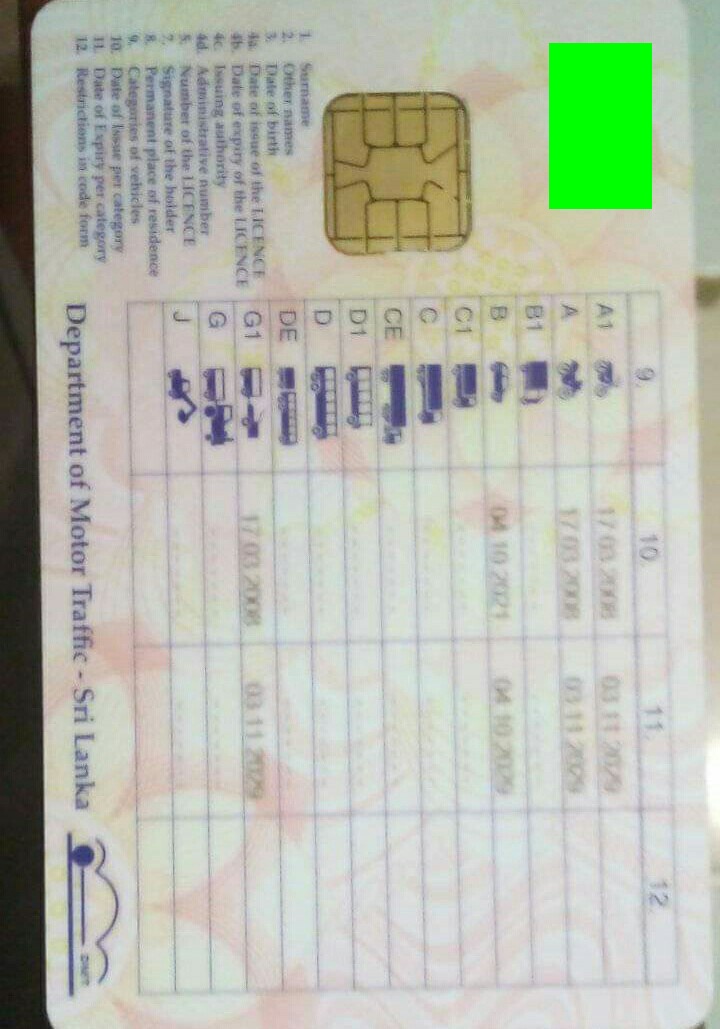 1. Surname
2. Other names
3. Date of birth
4a. Date of issue of the LICENCE
4b. Date of expiry of the LICENCE
4c. Issuing authority
4d. Administrative number
5. Number of the LICENCE
7. Signature of the holder
8. Permanent place of residence
9. Categories of vehicles
10. Date of Issue per category
11. Date of Expiry per category
12. Restrictions in code form
9. 10. 11. 12.
A1 17 03 2008 03 11 2029
A 17 03 2008 03 11 2029
B1
B 04 10 2021 04 10 2029
C1
C
CE
D1
D
DE
G1 17 03 2008 03 11 2029
G
J
Department of Motor Traffic - Sri Lanka
DMT